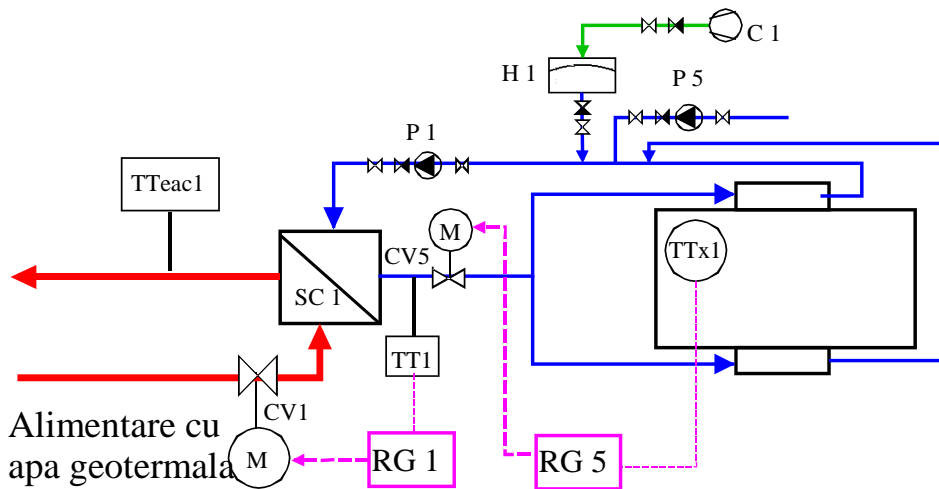 C 1
H 1
P 5
P 1
TTeac1
M
TTx1
CV5
SC 1
TT1
CV1
Alimentare cu
apa geotermala
M
RG 1
RG 5